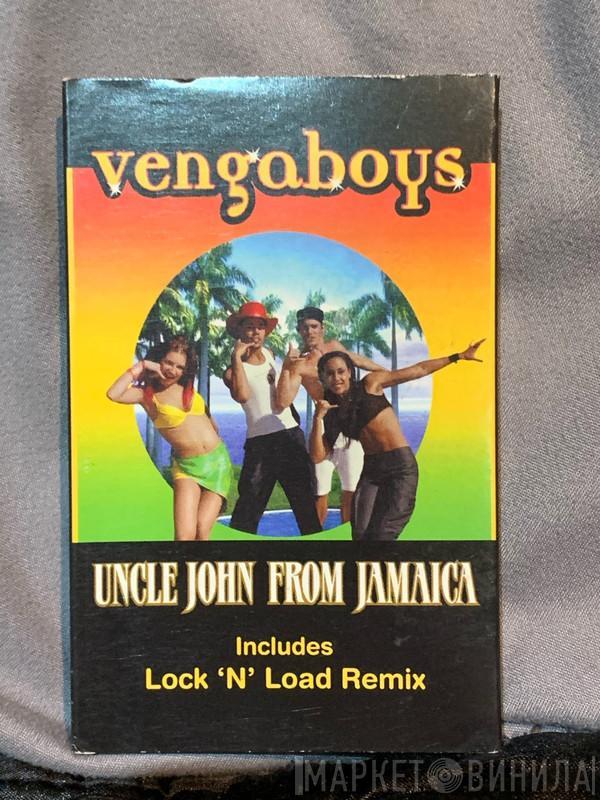 vengaboys
UNCLE JOHN FROM JAMAICA
Includes
Lock ‘N’ Load Remix
МАРКЕТ ВИНИЛА